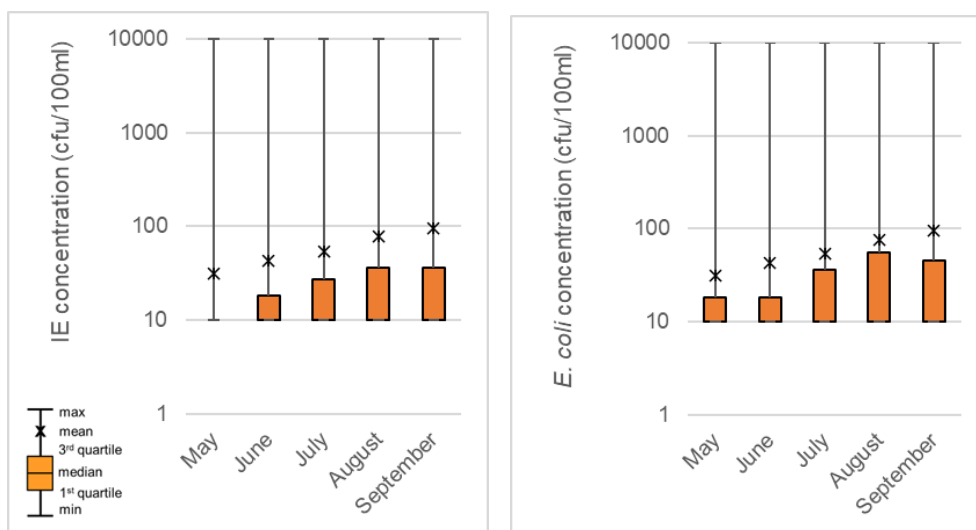 IE concentration (cfu/100ml)
10000
1000
100
10
1
May
June
July
August
September
max
mean
3rd quartile
median
1st quartile
min
E. coli concentration (cfu/100ml)
10000
1000
100
10
1
May
June
July
August
September